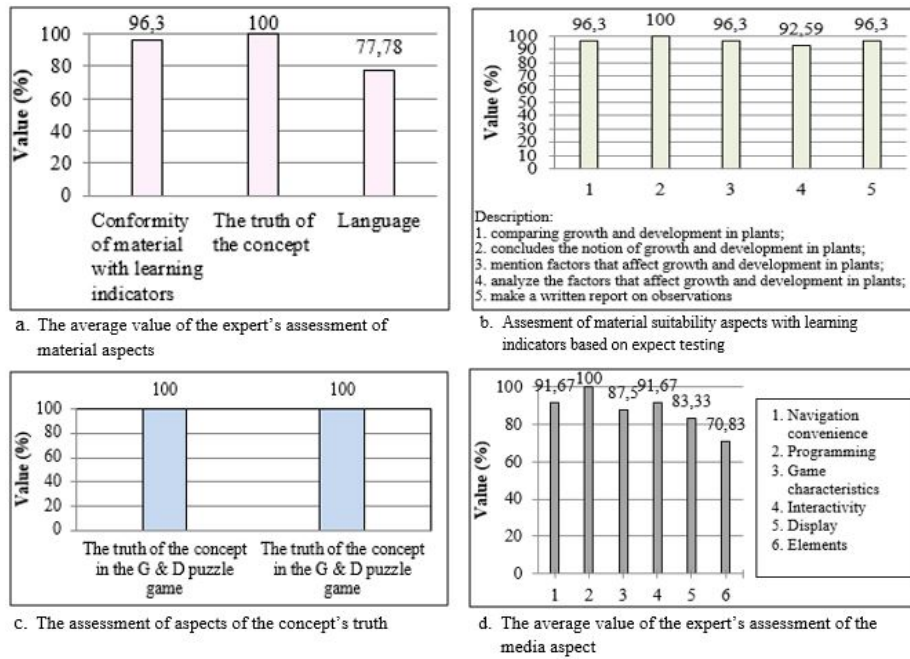 96,3
100
77,78
Value (%)
100
80
60
40
20
0
Conformity of material with learning indicators
The truth of the concept
Language
a. The average value of the expert's assessment of
material aspects
96,3
100
96,3
92,59
96,3
Value (%)
100
90
80
70
60
50
40
30
20
10
0
1
2
3
4
5
Description:
1. comparing growth and development in plants;
2. concludes the notion of growth and development in plants;
3. mention factors that affect growth and development in plants;
4. analyze the factors that affect growth and development in plants;
5. make a written report on observations
b. Assesment of material suitability aspects with learning
indicators based on expect testing
100
100
Value (%)
100
80
60
40
20
0
The truth of the concept
in the G & D puzzle
game
The truth of the concept
in the G & D puzzle
game
c. The assessment of aspects of the concept's truth
91,67
100
87,5
91,67
83,33
70,83
Value (%)
100
80
60
40
20
0
1
2
3
4
5
6
1. Navigation
convenience
2. Programming
3. Game
characteristics
4. Interactivity
5. Display
6. Elements
d. The average value of the expert's assessment of the
media aspect